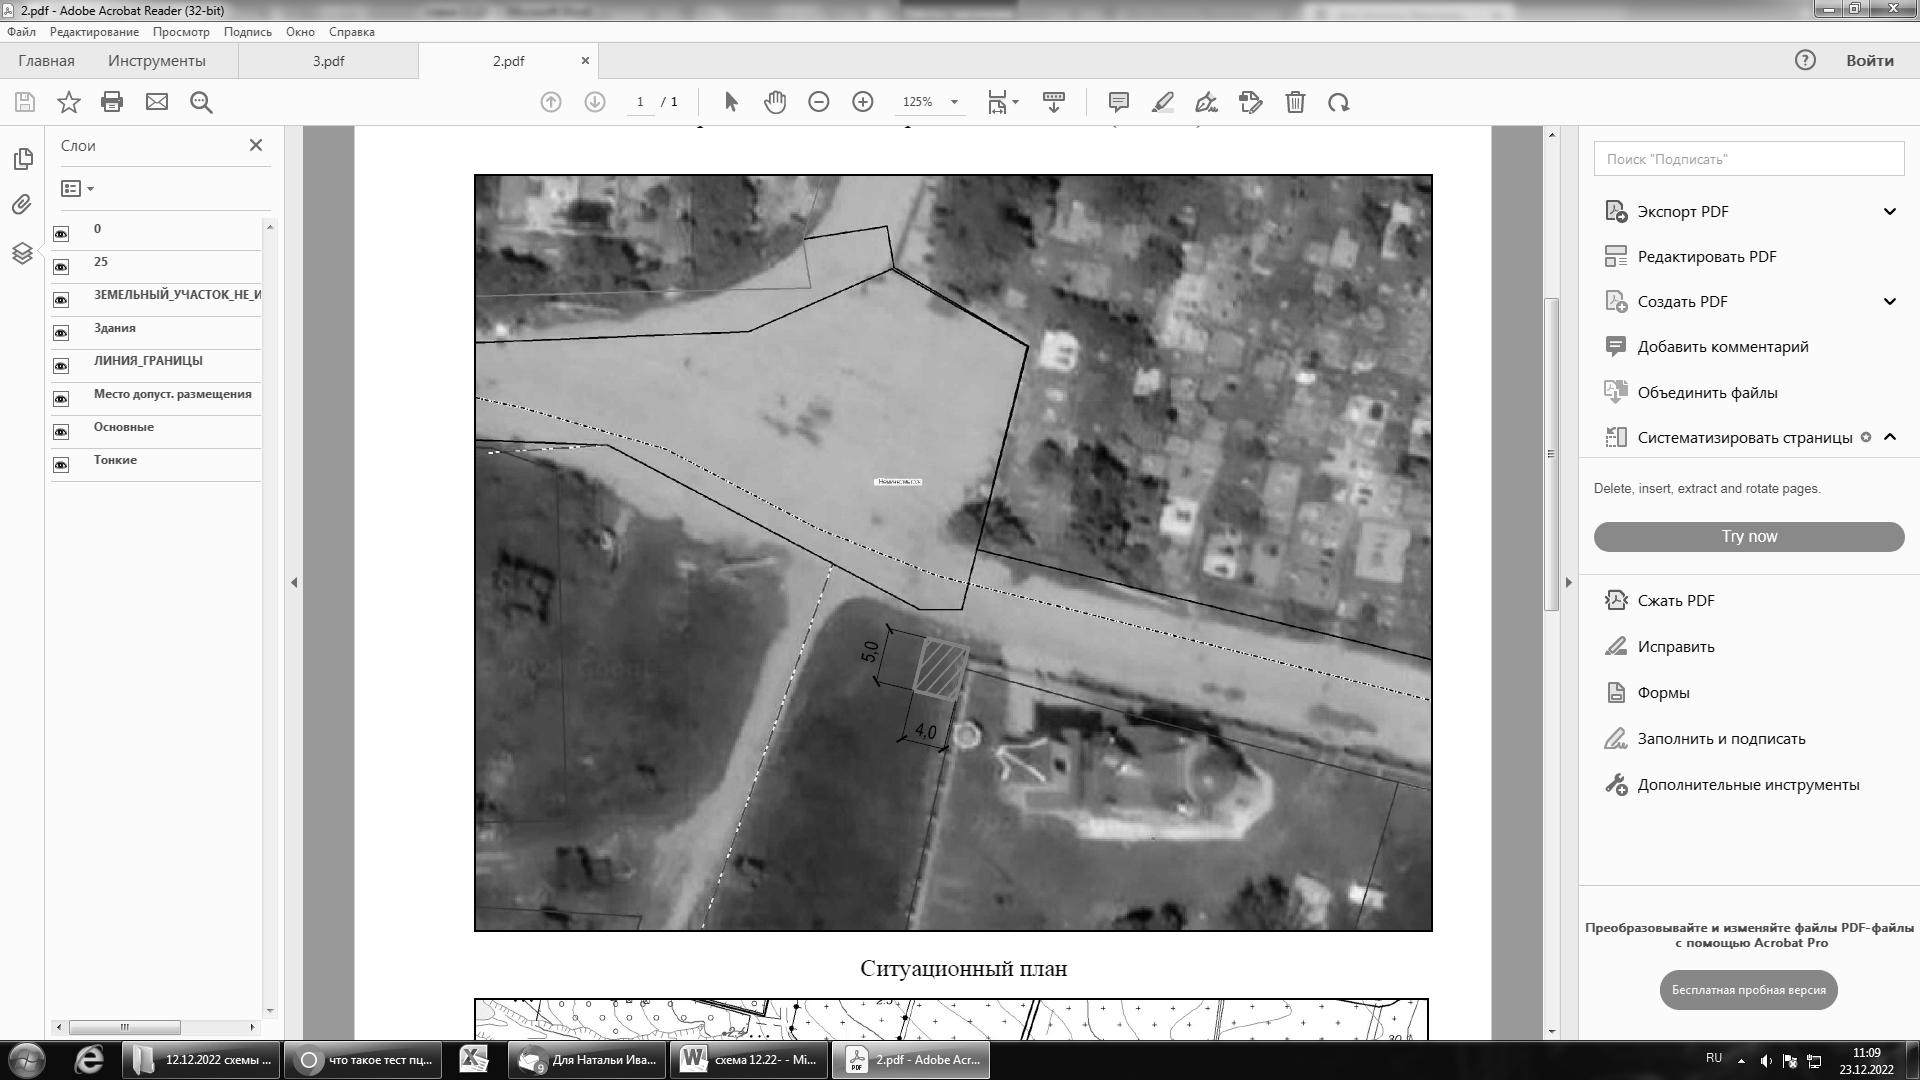 2.pdf - Adobe Acrobat Reader (32-bit)
Файл Редактирование Просмотр Подпись Окно Справка
Главная Инструменты 3.pdf 2.pdf Войти
1 / 1 125%
Слои
0
25
ЗЕМЕЛЬНЫЙ_УЧАСТОК_НЕ_И
Здания
ЛИНИЯ_ГРАНИЦЫ
Место допуст. размещения
Основные
Тонкие
5,0
4,0
Ситуационный план
Поиск "Подписать"
Экспорт PDF
Редактировать PDF
Создать PDF
Добавить комментарий
Объединить файлы
Систематизировать страницы
Delete, insert, extract and rotate pages.
Try now
Сжать PDF
Исправить
Формы
Заполнить и подписать
Дополнительные инструменты
Преобразовывайте и изменяйте файлы PDF-файлы
с помощью Acrobat Pro
Бесплатная пробная версия
12.12.2022 схемы ...
что такое тест пц...
Для Натальи Ива...
9
схема 12.22- - Mi...
2.pdf - Adobe Acr...
RU
11:09
23.12.2022